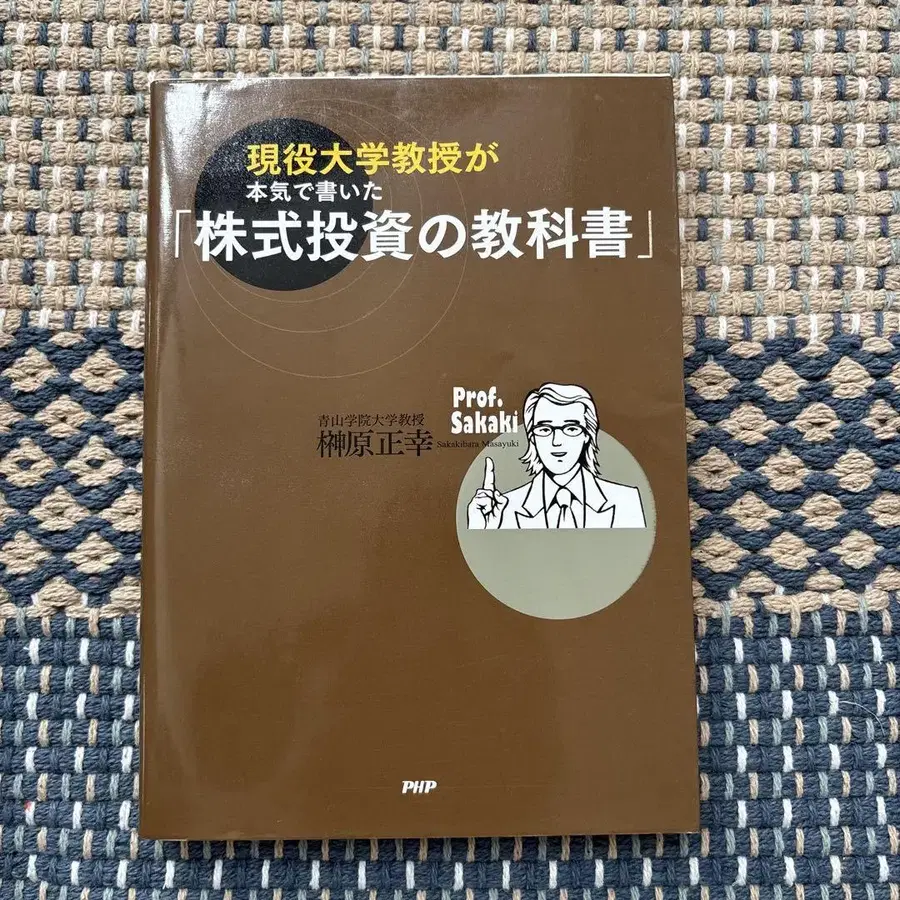 現役大学教授が
本気で書いた
「株式投資の教科書」
青山学院大学教授
榊原正幸 Sakakibara Masayuki
Prof.
Sakaki
PHP